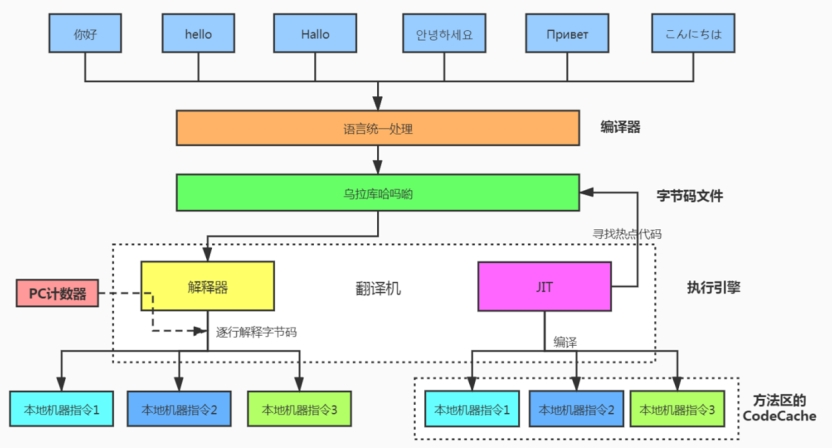 你好
hello
Hallo
안녕하세요
Привет
こんにちは
语言统一处理
编译器
乌拉库哈吗哟
字节码文件
寻找热点代码
解释器
翻译机
JIT
执行引擎
PC计数器
逐行解释字节码
编译
本地机器指令1
本地机器指令2
本地机器指令3
本地机器指令1
本地机器指令2
本地机器指令3
方法区的
CodeCache